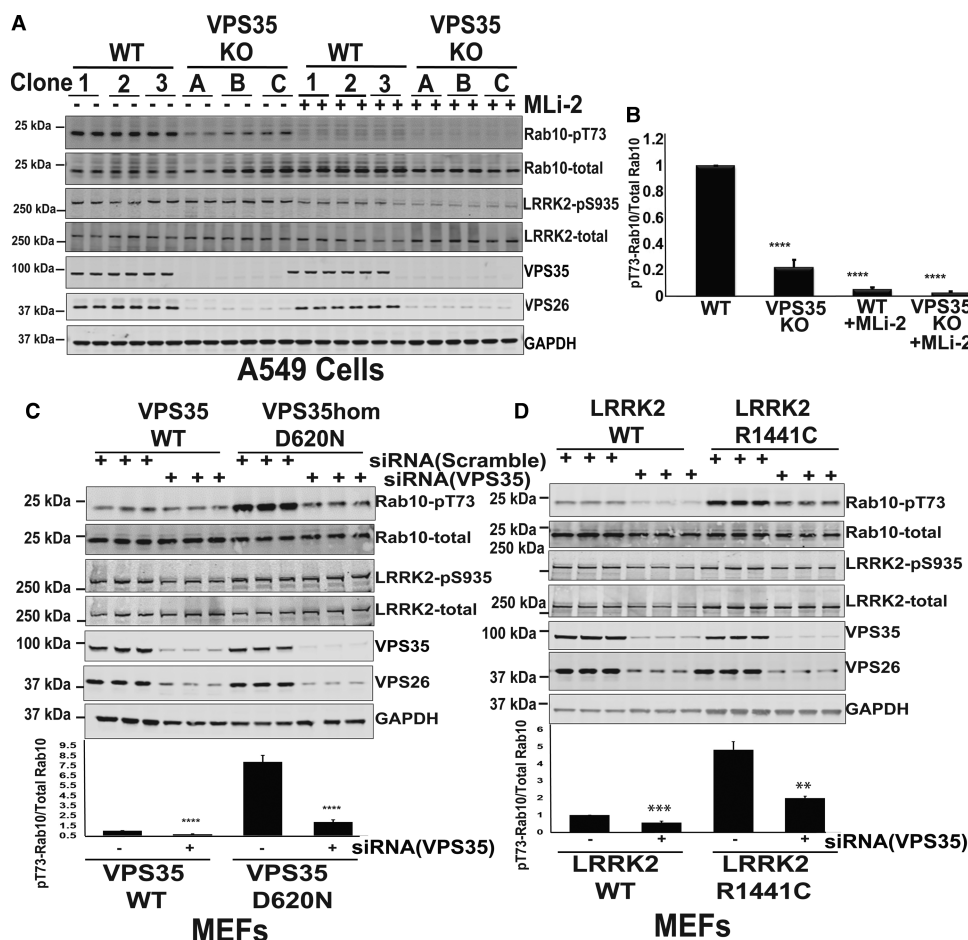 A
WT
VPS35
KO
WT
VPS35
KO
Clone 1 2 3 A B C 1 2 3 A B C
- - - - - - - - - - - - + + + + + + + + + + + + MLi-2
25 kDa Rab10-pT73
25 kDa Rab10-total
250 kDa LRRK2-pS935
250 kDa LRRK2-total
100 kDa VPS35
37 kDa VPS26
37 kDa GAPDH
A549 Cells
B
pT73-Rab10/Total Rab10
1.2
1
0.8
0.6
0.4
0.2
0
**** **** ****
WT VPS35 KO WT +MLi-2 VPS35 KO +MLi-2
C
VPS35
WT
VPS35hom
D620N
+ + + + + + siRNA(Scramble)
+ + + + + + siRNA(VPS35)
25 kDa Rab10-pT73
25 kDa Rab10-total
250 kDa LRRK2-pS935
250 kDa LRRK2-total
100 kDa VPS35
37 kDa VPS26
37 kDa GAPDH
pT73-Rab10/Total Rab10
9.5
8.5
7.5
6.5
5.5
4.5
3.5
2.5
1.5
0.5
**** ****
- + - + siRNA(VPS35)
VPS35
WT
VPS35
D620N
MEFs
D
LRRK2
WT
LRRK2
R1441C
+ + + + + +
+ + + + + +
25 kDa Rab10-pT73
25 kDa Rab10-total
250 kDa LRRK2-pS935
250 kDa LRRK2-total
100 kDa VPS35
37 kDa VPS26
37 kDa GAPDH
pT73-Rab10/Total Rab10
6
5
4
3
2
1
0
*** **
- + - + siRNA(VPS35)
LRRK2
WT
LRRK2
R1441C
MEFs